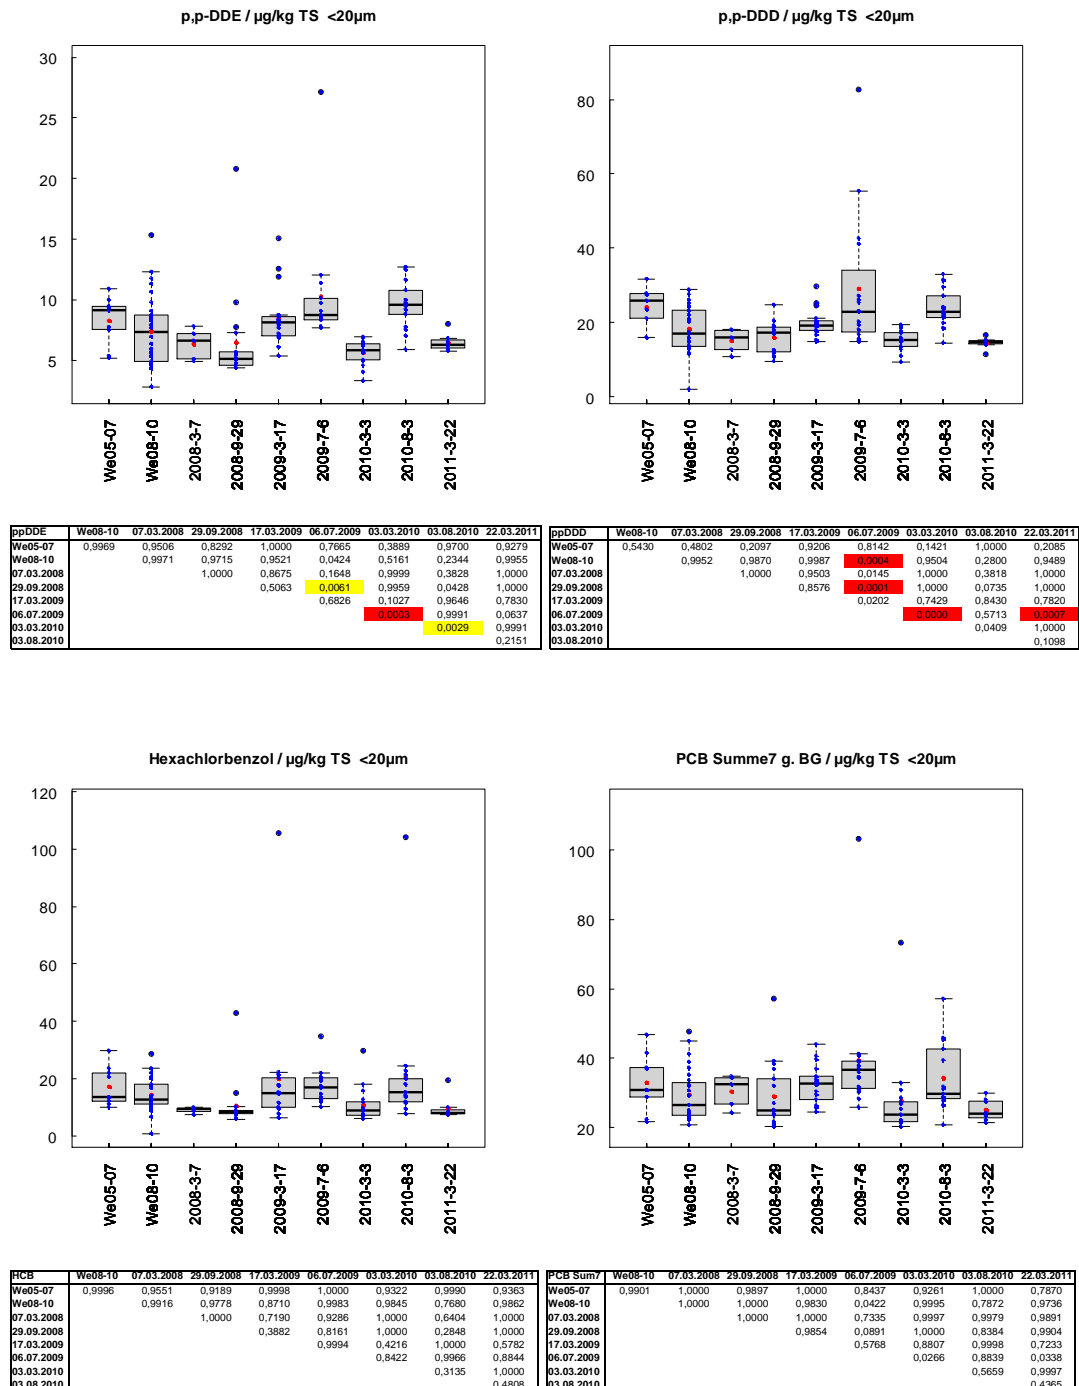 p,p-DDE / µg/kg TS  <20µm
30
25
20
15
10
5
We05-07 We08-10 2008-3-7 2008-9-29 2009-3-17 2009-7-6 2010-3-3 2010-8-3 2011-3-22
p,p-DDD / µg/kg TS  <20µm
80
60
40
20
0
We05-07 We08-10 2008-3-7 2008-9-29 2009-3-17 2009-7-6 2010-3-3 2010-8-3 2011-3-22
ppDDE We08-10 07.03.2008 29.09.2008 17.03.2009 06.07.2009 03.03.2010 03.08.2010 22.03.2011
We05-07 0,9969 0,9506 0,8292 1,0000 0,7665 0,3889 0,9700 0,9279
We08-10 0,9971 0,9715 0,9521 0,0424 0,5161 0,2344 0,9955
07.03.2008 1,0000 0,8675 0,1648 0,9999 0,3828 1,0000
29.09.2008 0,5063 0,0061 0,9959 0,0428 1,0000
17.03.2009 0,6826 0,1027 0,9646 0,7830
06.07.2009 0,0003 0,9991 0,0637
03.03.2010 0,0029 0,9991
03.08.2010 0,2151
ppDDD We08-10 07.03.2008 29.09.2008 17.03.2009 06.07.2009 03.03.2010 03.08.2010 22.03.2011
We05-07 0,5430 0,4802 0,2097 0,9206 0,8142 0,1421 1,0000 0,2085
We08-10 0,9952 0,9870 0,9987 0,0004 0,9504 0,2800 0,9489
07.03.2008 1,0000 0,9503 0,0145 1,0000 0,3818 1,0000
29.09.2008 0,8576 0,0001 1,0000 0,0735 1,0000
17.03.2009 0,0202 0,7429 0,8430 0,7820
06.07.2009 0,0000 0,5713 0,0007
03.03.2010 0,0409 1,0000
03.08.2010 0,1098
Hexachlorbenzol / µg/kg TS  <20µm
120
100
80
60
40
20
0
We05-07 We08-10 2008-3-7 2008-9-29 2009-3-17 2009-7-6 2010-3-3 2010-8-3 2011-3-22
PCB Summe7 g. BG / µg/kg TS  <20µm
100
80
60
40
20
We05-07 We08-10 2008-3-7 2008-9-29 2009-3-17 2009-7-6 2010-3-3 2010-8-3 2011-3-22
HCB We08-10 07.03.2008 29.09.2008 17.03.2009 06.07.2009 03.03.2010 03.08.2010 22.03.2011
We05-07 0,9996 0,9551 0,9189 0,9998 1,0000 0,9322 0,9990 0,9363
We08-10 0,9916 0,9778 0,8710 0,9983 0,9845 0,7680 0,9862
07.03.2008 1,0000 0,7190 0,9286 1,0000 0,6404 1,0000
29.09.2008 0,3882 0,8161 1,0000 0,2848 1,0000
17.03.2009 0,9994 0,4216 1,0000 0,5782
06.07.2009 0,8422 0,9966 0,8844
03.03.2010 0,3135 1,0000
03.08.2010 0,4808
PCB Sum7 We08-10 07.03.2008 29.09.2008 17.03.2009 06.07.2009 03.03.2010 03.08.2010 22.03.2011
We05-07 0,9901 1,0000 0,9897 1,0000 0,8437 0,9261 1,0000 0,7870
We08-10 1,0000 1,0000 0,9830 0,0422 0,9995 0,7872 0,9736
07.03.2008 1,0000 1,0000 0,7335 0,9997 0,9979 0,9891
29.09.2008 0,9854 0,0891 1,0000 0,8384 0,9904
17.03.2009 0,5768 0,8807 0,9998 0,7233
06.07.2009 0,0266 0,8839 0,0338
03.03.2010 0,5659 0,9997
03.08.2010 0,4365